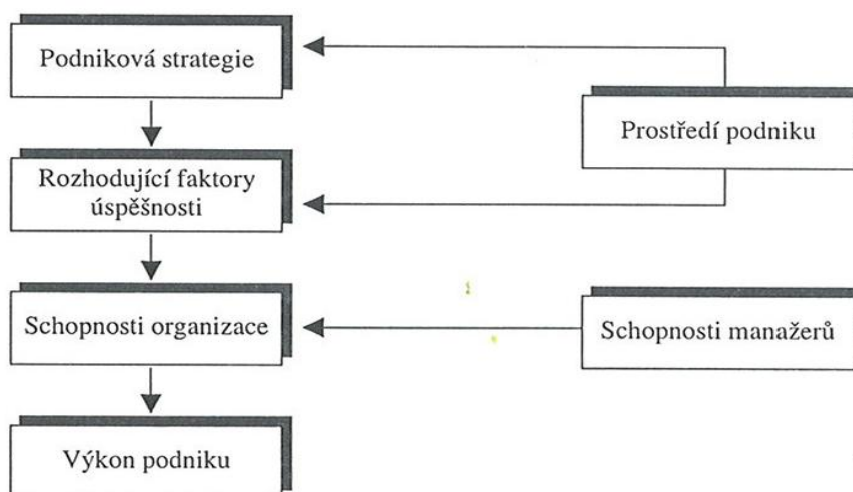 Podniková strategie
Prostředí podniku
Rozhodující faktory
úspěšnosti
Schopnosti organizace
Schopnosti manažerů
Výkon podniku